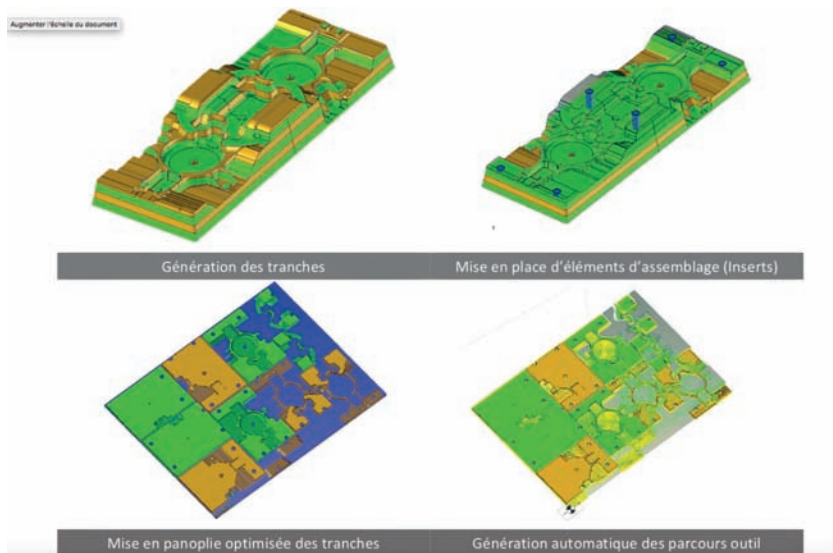 Augmenter l'échelle du document
Génération des tranches
Mise en place d'éléments d'assemblage (Inserts)
Mise en panoplie optimisée des tranches
Génération automatique des parcours outil